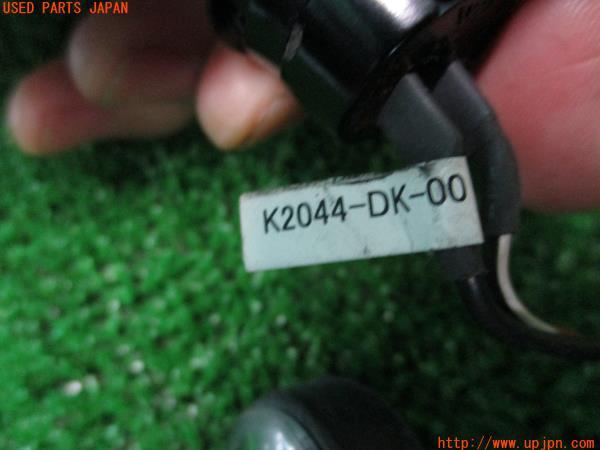 USED PARTS JAPAN
K2044-DK-00
http://www.upjpn.com/